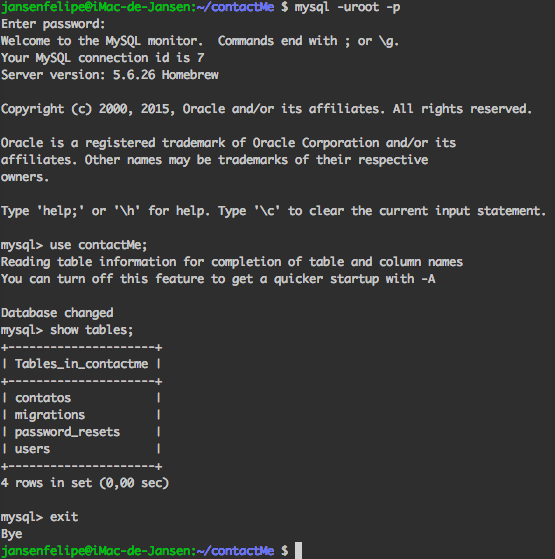 jansenfelipe@iMac-de-Jansen:~/contactMe $ mysql -uroot -p
Enter password:
Welcome to the MySQL monitor.  Commands end with ; or \g.
Your MySQL connection id is 7
Server version: 5.6.26 Homebrew
Copyright (c) 2000, 2015, Oracle and/or its affiliates. All rights reserved.
Oracle is a registered trademark of Oracle Corporation and/or its
affiliates. Other names may be trademarks of their respective
owners.
Type 'help;' or '\h' for help. Type '\c' to clear the current input statement.
mysql> use contactMe;
Reading table information for completion of table and column names
You can turn off this feature to get a quicker startup with -A
Database changed
mysql> show tables;
+---------------------+
| Tables_in_contactme |
+---------------------+
| contatos            |
| migrations          |
| password_resets     |
| users               |
+---------------------+
4 rows in set (0,00 sec)
mysql> exit
Bye
jansenfelipe@iMac-de-Jansen:~/contactMe $